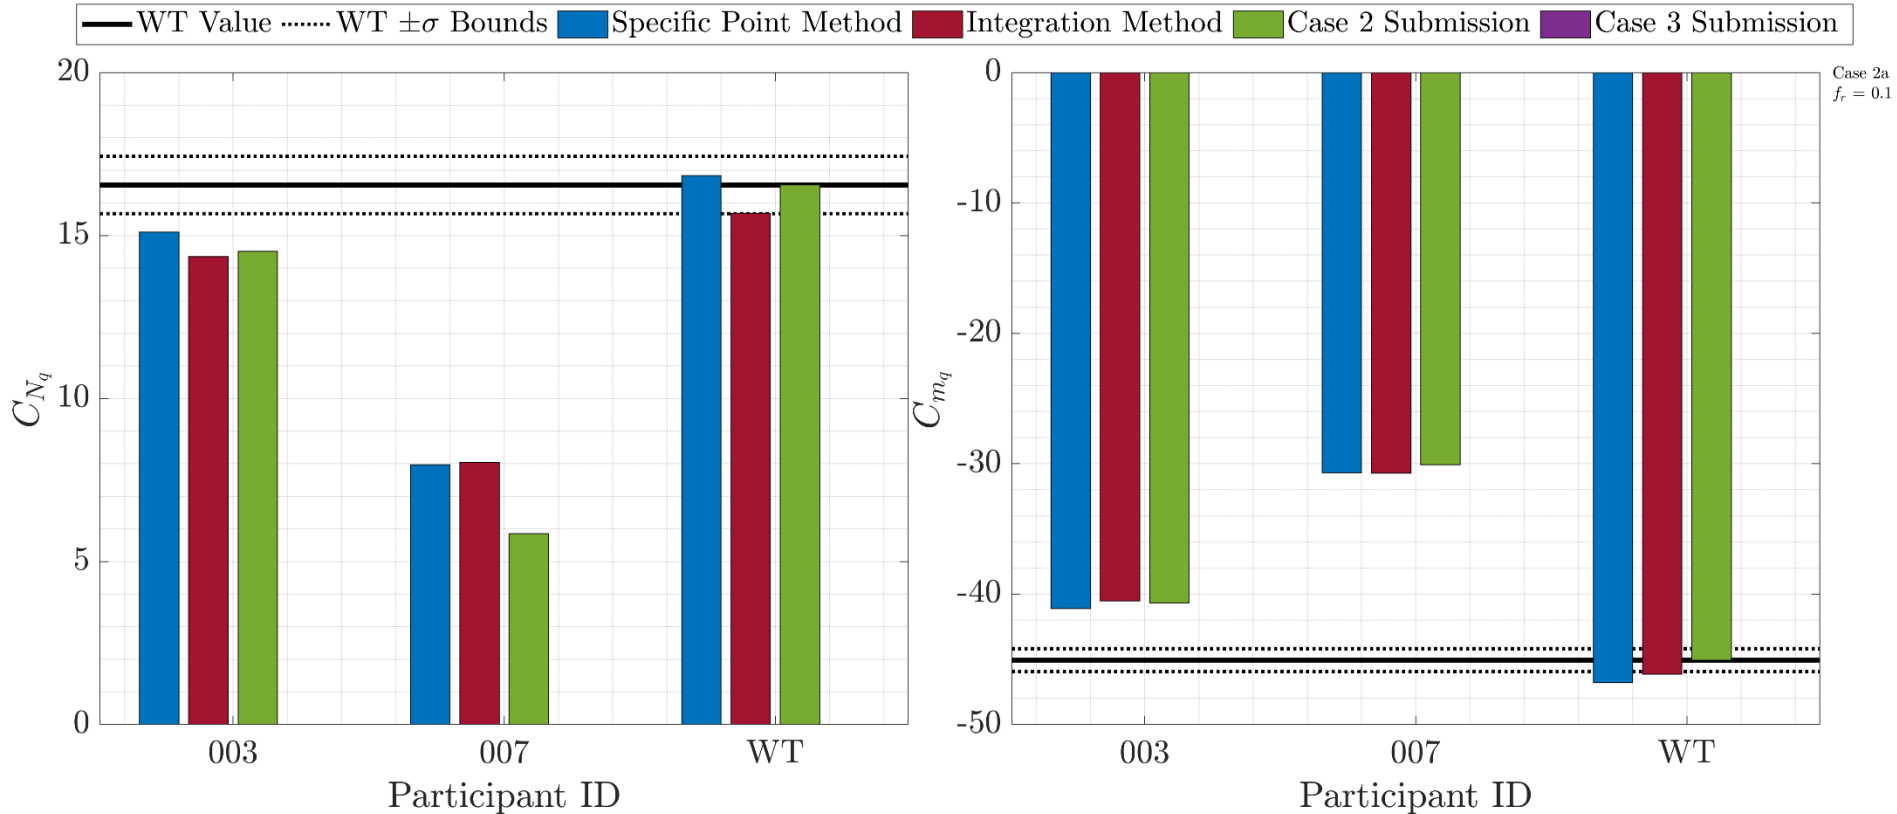 WT Value WT ±σ Bounds Specific Point Method Integration Method Case 2 Submission Case 3 Submission
20
15
10
5
0
C_{N_q}
003 007 WT
Participant ID
0
-10
-20
-30
-40
-50
C_{m_q}
003 007 WT
Participant ID
Case 2a
f_r = 0.1